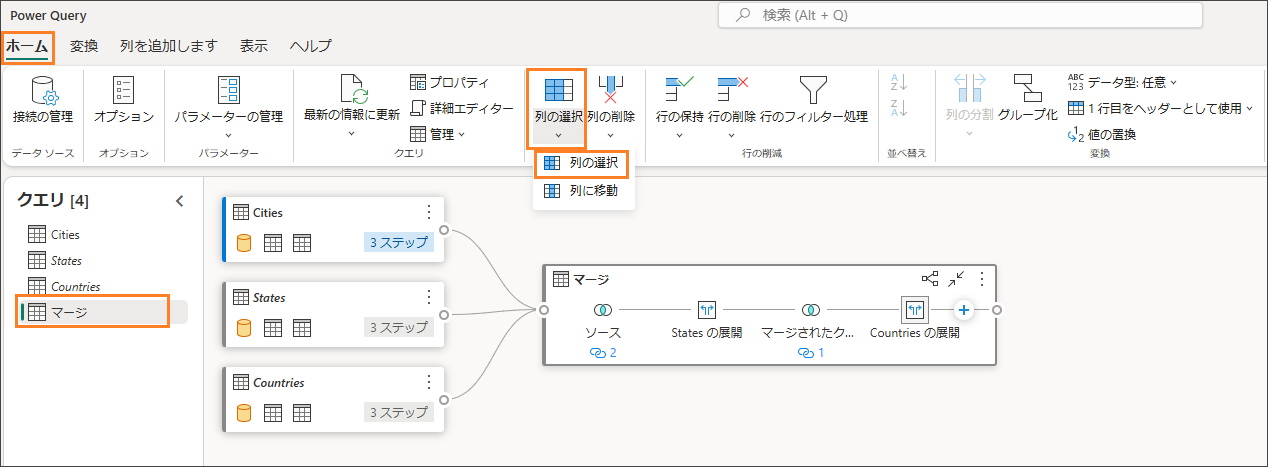 Power Query
検索 (Alt + Q)
ホーム 変換 列を追加します 表示 ヘルプ
接続の管理
データ ソース
オプション
オプション
パラメーターの管理
パラメーター
最新の情報に更新
プロパティ
詳細エディター
管理
クエリ
列の選択
列の削除
列の選択
列に移動
行の保持
行の削除
行のフィルター処理
行の削減
A
Z
Z
A
並べ替え
列の分割
グループ化
ABC
123
データ型: 任意
1 行目をヘッダーとして使用
1
2
値の置換
変換
クエリ [4]
Cities
States
Countries
マージ
Cities
3 ステップ
States
3 ステップ
Countries
3 ステップ
マージ
ソース
2
States の展開
マージされたク...
1
Countries の展開